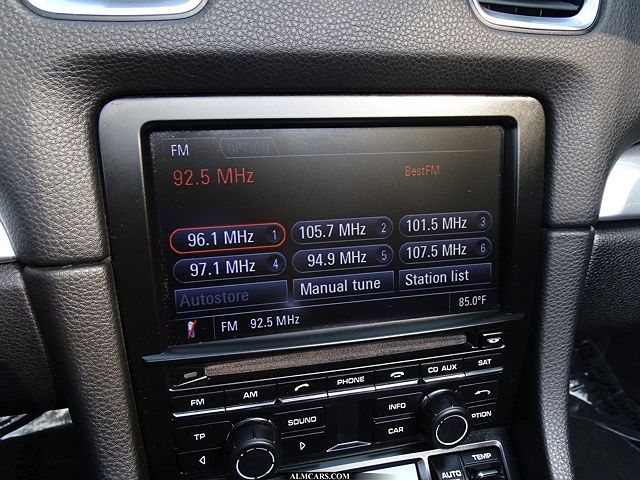 FM OPTION
92.5 MHz BestFM
96.1 MHz 1 105.7 MHz 2 101.5 MHz 3
97.1 MHz 4 94.9 MHz 5 107.5 MHz 6
Autostore Manual tune Station list
FM 92.5 MHz 85.0°F
FM AM PHONE CD AUX SAT
TP SOUND INFO OPTION
CAR
AUTO TEMP
ALMCARS.COM